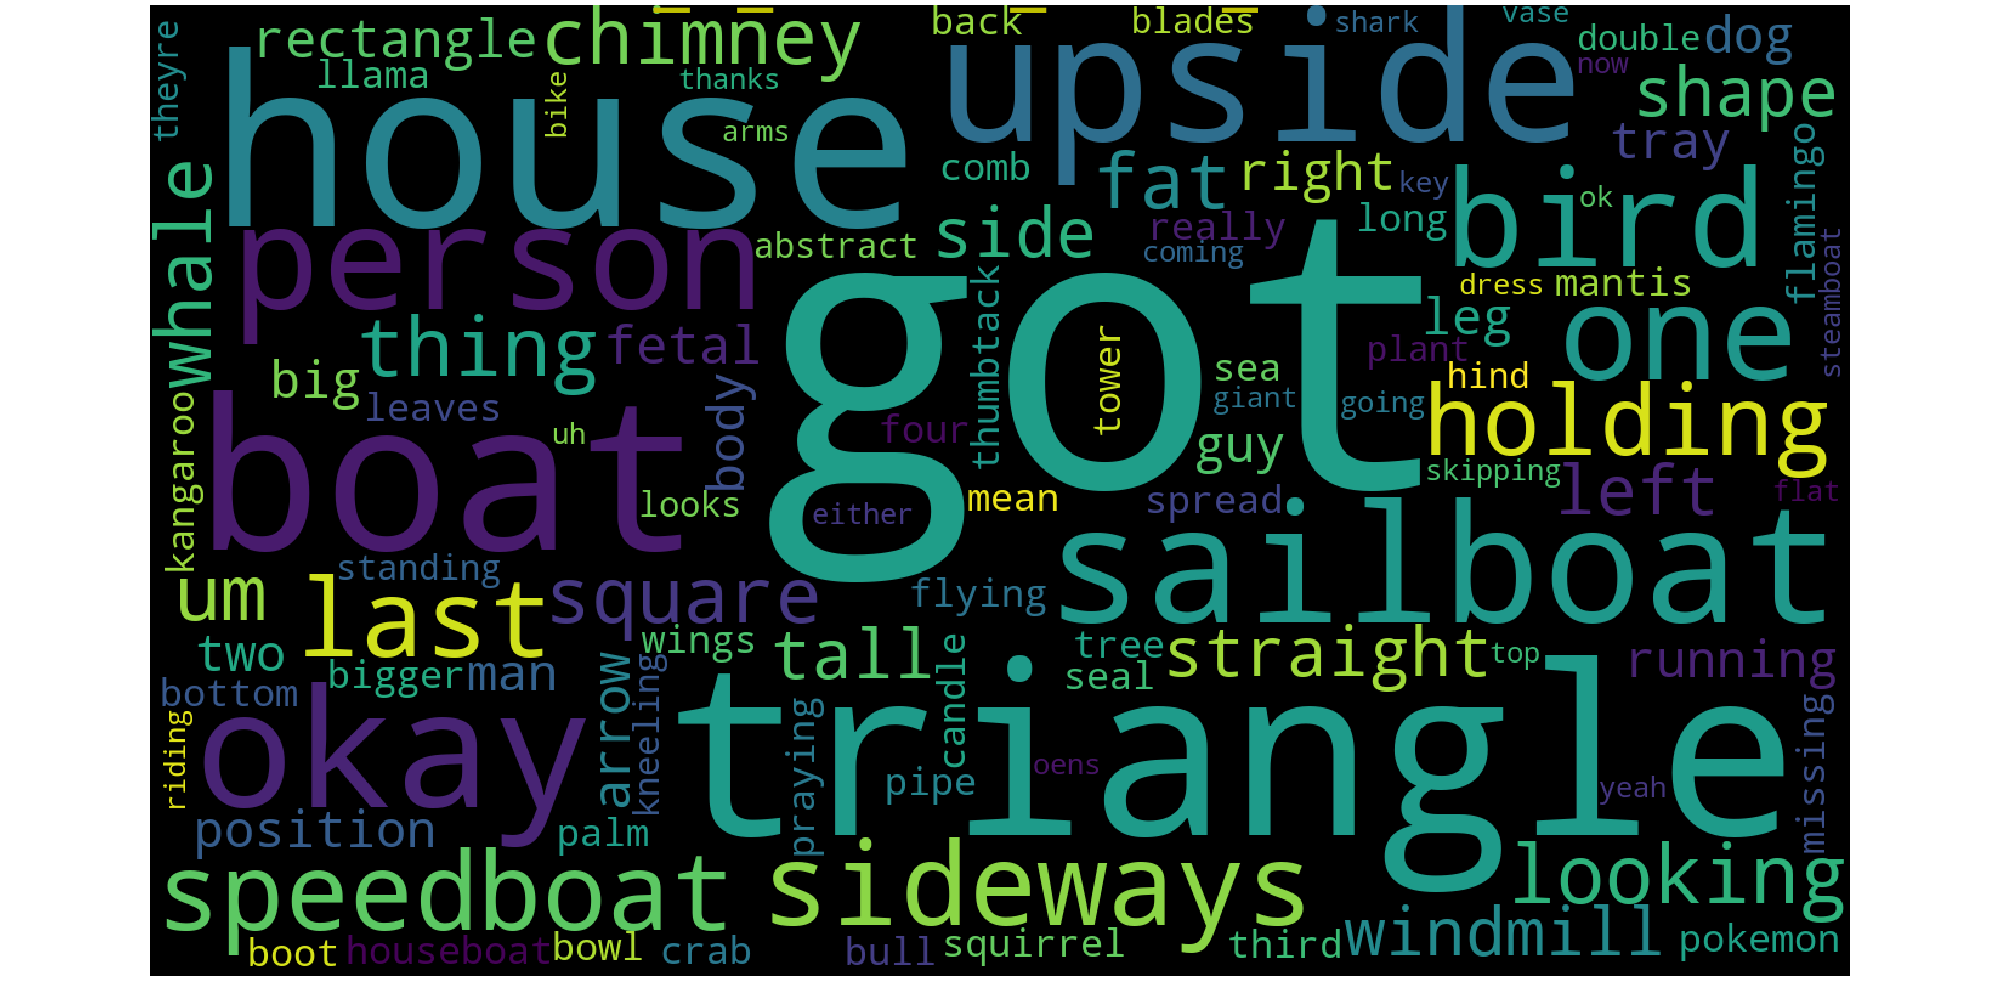 theyre
rectangle
chimney
back
blades
shark
vase
double
dog
now
llama
bike
thanks
house
upside
shape
arms
tray
comb
fat
right
key
bird
ok
flamingo
whale
person
abstract
side
really
coming
long
got
dress
mantis
steamboat
thing
fetal
thumbtack
tower
leg
one
plant
big
leaves
body
sea
giant
going
hind
holding
kangaroo
boat
uh
four
guy
looks
either
mean
spread
skipping
left
flat
sailboat
standing
um
last
square
flying
two
wings
tall
candle
tree
straight
top
running
bottom
bigger
man
arrow
kneeling
seal
riding
okay
praying
triangle
pipe
oens
yeah
missing
position
palm
speedboat
sideways
looking
boot
houseboat
bowl
crab
bull
squirrel
third
windmill
pokemon